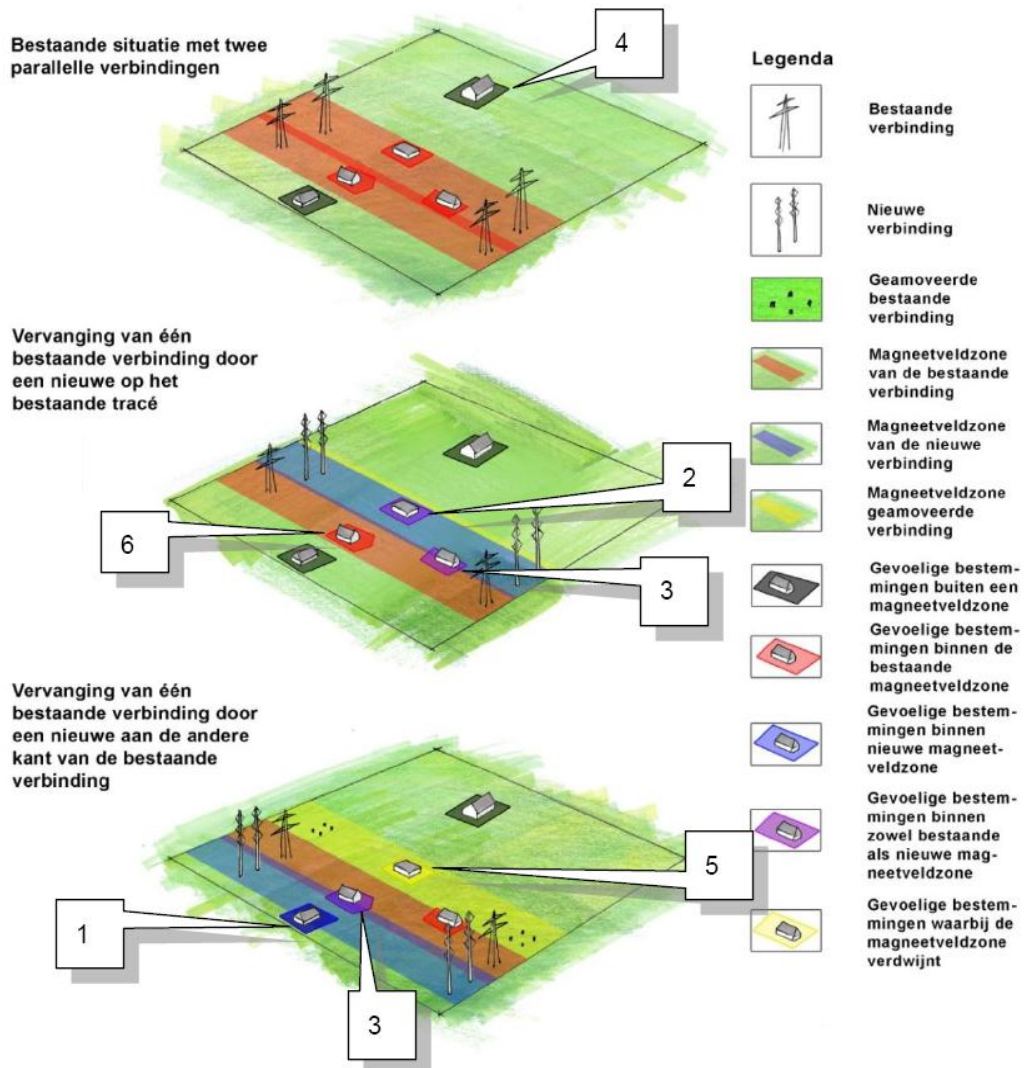 Bestaande situatie met twee
parallelle verbindingen
4
Vervanging van één
bestaande verbinding door
een nieuwe op het
bestaande tracé
2
6
3
Vervanging van één
bestaande verbinding door
een nieuwe aan de andere
kant van de bestaande
verbinding
5
1
3
Legenda
Bestaande
verbinding
Nieuwe
verbinding
Geamoveerde
bestaande
verbinding
Magneetveldzone
van de bestaande
verbinding
Magneetveldzone
van de nieuwe
verbinding
Magneetveldzone
geamoveerde
verbinding
Gevoelige bestem-
mingen buiten een
magneetveldzone
Gevoelige bestem-
mingen binnen de
bestaande
magneetveldzone
Gevoelige bestem-
mingen binnen
nieuwe magneet-
veldzone
Gevoelige bestem-
mingen binnen
zowel bestaande
als nieuwe mag-
neetveldzone
Gevoelige bestem-
mingen waarbij de
magneetveldzone
verdwijnt